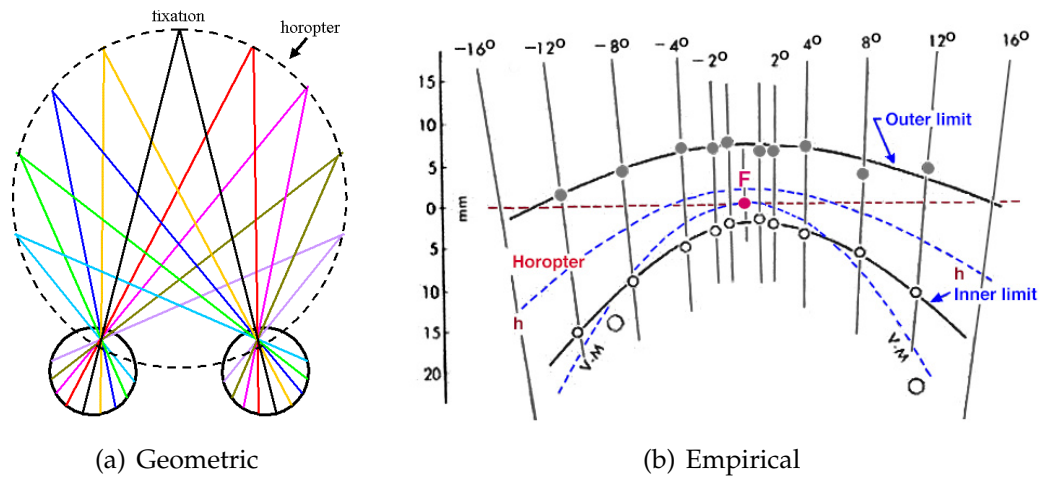 fixation
horopter
(a) Geometric
−16° −12° −8° −4° −2° 2° 4° 8° 12° 16°
15
10
5
0
5
10
15
20
mm
Outer limit
F
Horopter
h
h
Inner limit
V-M
V-M
(b) Empirical